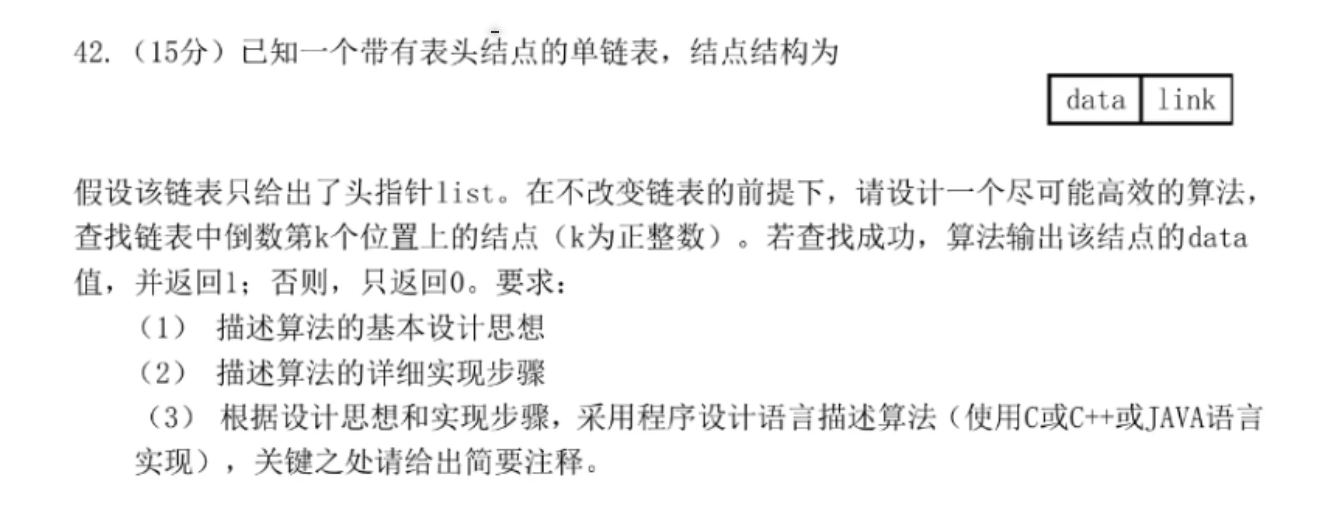 42. （15分）已知一个带有表头结点的单链表，结点结构为
data link
假设该链表只给出了头指针list。在不改变链表的前提下，请设计一个尽可能高效的算法，
查找链表中倒数第k个位置上的结点（k为正整数）。若查找成功，算法输出该结点的data
值，并返回1；否则，只返回0。要求：
（1） 描述算法的基本设计思想
（2） 描述算法的详细实现步骤
（3） 根据设计思想和实现步骤，采用程序设计语言描述算法（使用C或C++或JAVA语言
实现），关键之处请给出简要注释。